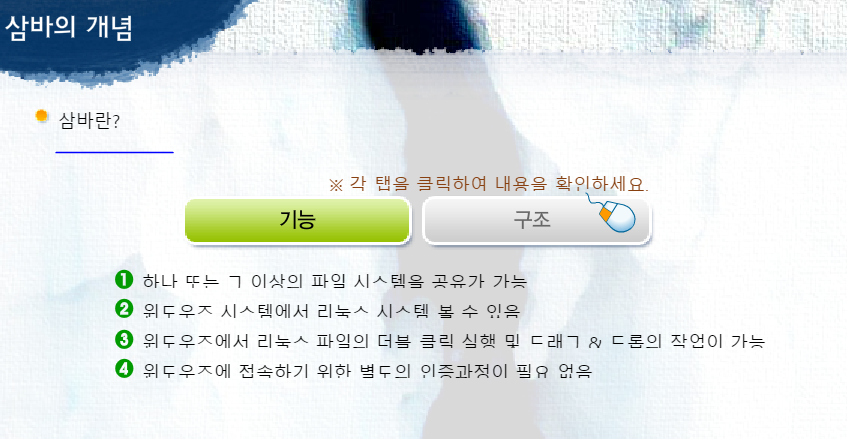 삼바의 개념
삼바란?
※ 각 탭을 클릭하여 내용을 확인하세요.
기능
구조
1 하나 또는 그 이상의 파일 시스템을 공유가 가능
2 윈도우즈 시스템에서 리눅스 시스템 볼 수 있음
3 윈도우즈에서 리눅스 파일의 더블 클릭 실행 및 드래그 & 드롭의 작업이 가능
4 윈도우즈에 접속하기 위한 별도의 인증과정이 필요 없음